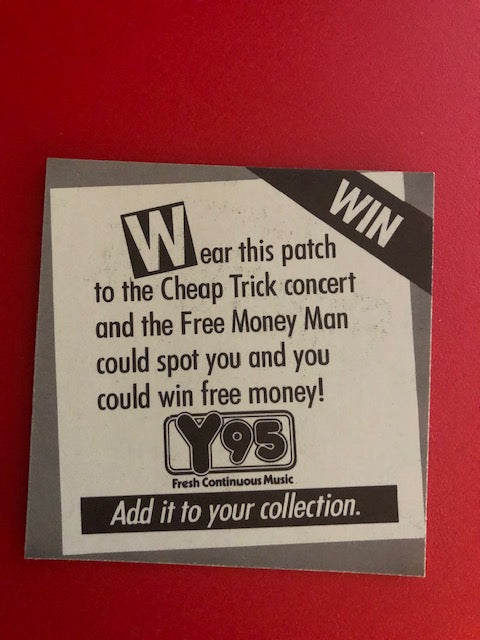 WIN
Wear this patch
to the Cheap Trick concert
and the Free Money Man
could spot you and you
could win free money!
Y95
Fresh Continuous Music
Add it to your collection.